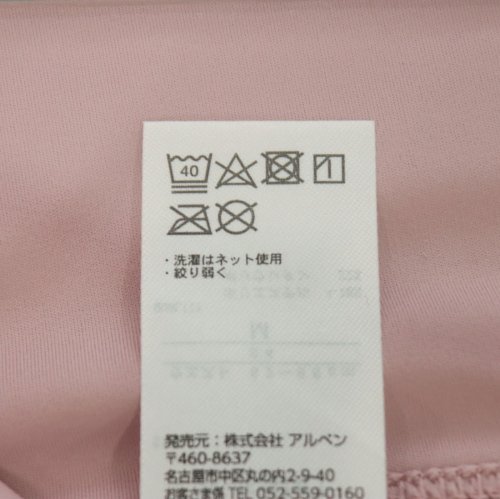 40
・洗濯はネット使用
・絞り弱く
発売元：株式会社 アルペン
〒460-8637
名古屋市中区丸の内2-9-40
お客さま係 TEL 052-559-0160